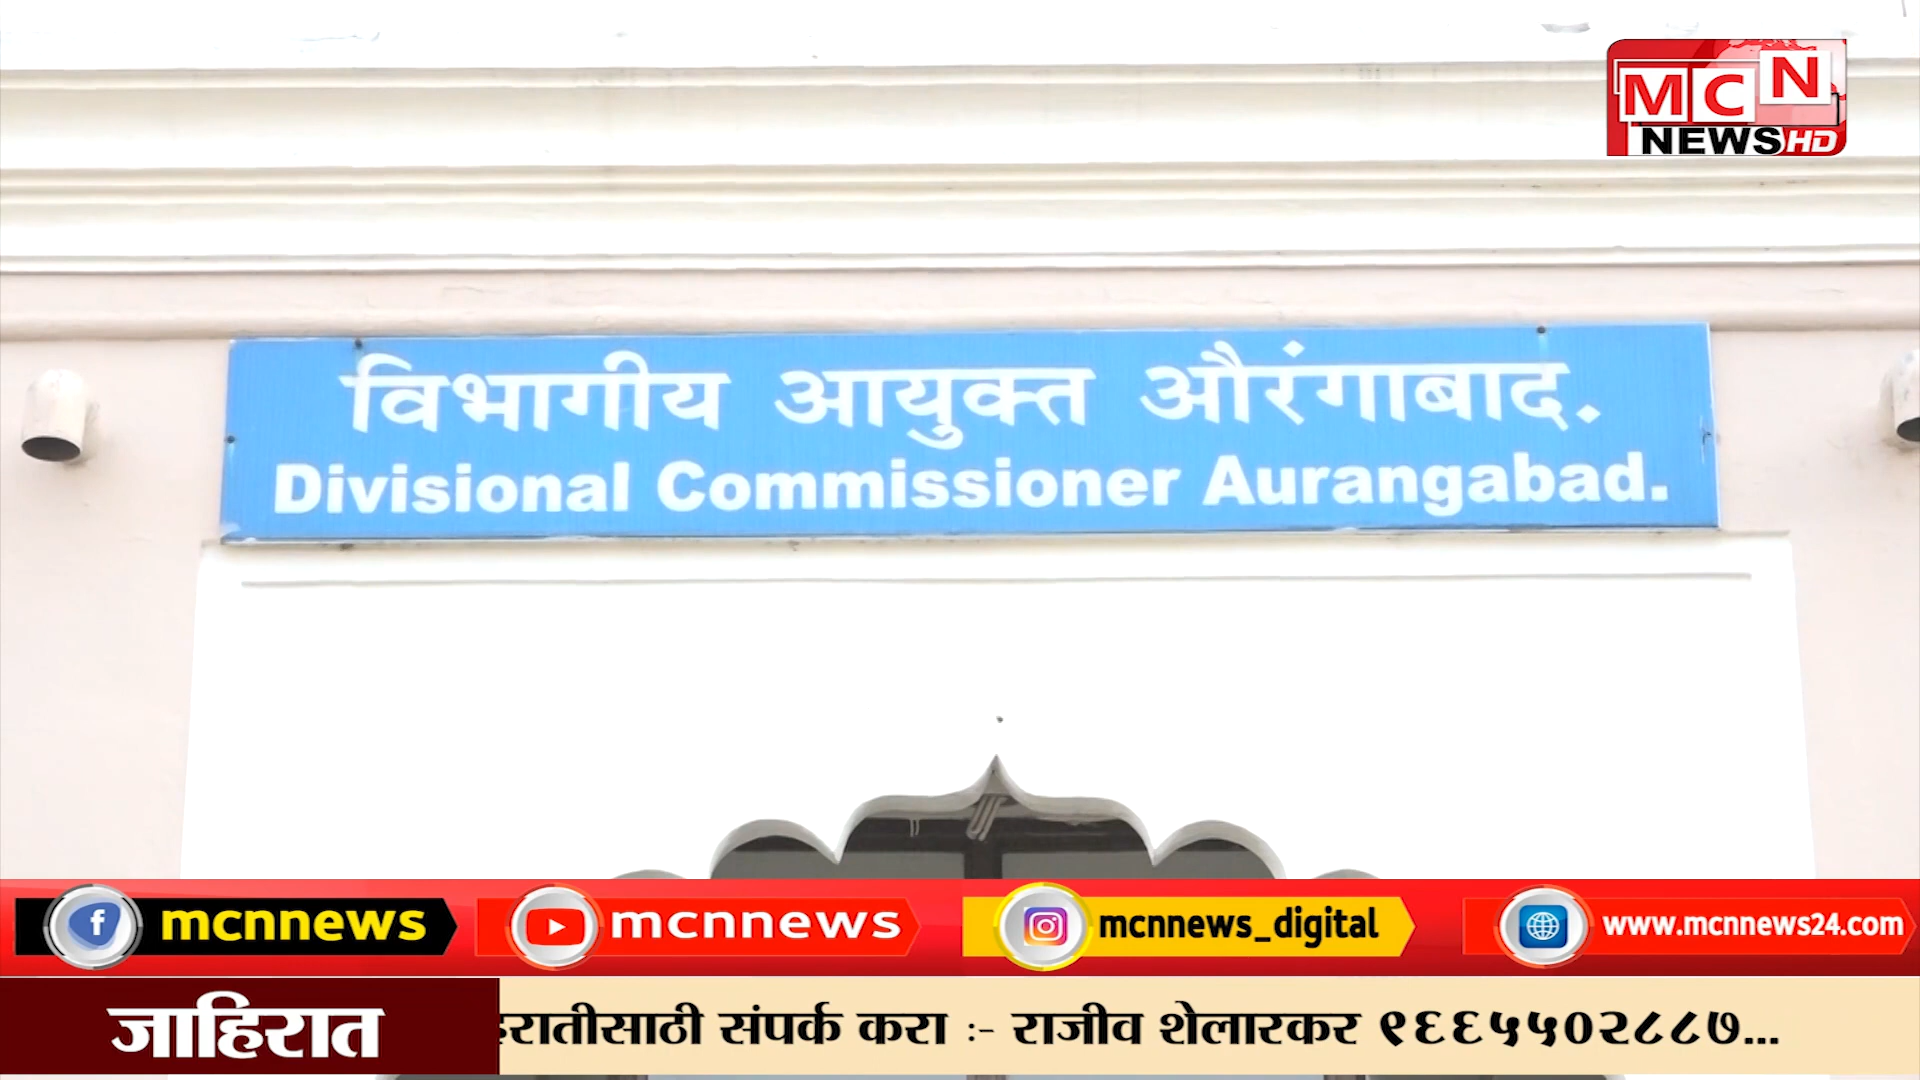 MCN
NEWS HD
विभागीय आयुक्त औरंगाबाद.
Divisional Commissioner Aurangabad.
mcnnews
mcnnews
mcnnews_digital
www.mcnnews24.com
जाहिरात
संपर्क करा :- राजीव शेलारकर ९६६५५०२८८७...